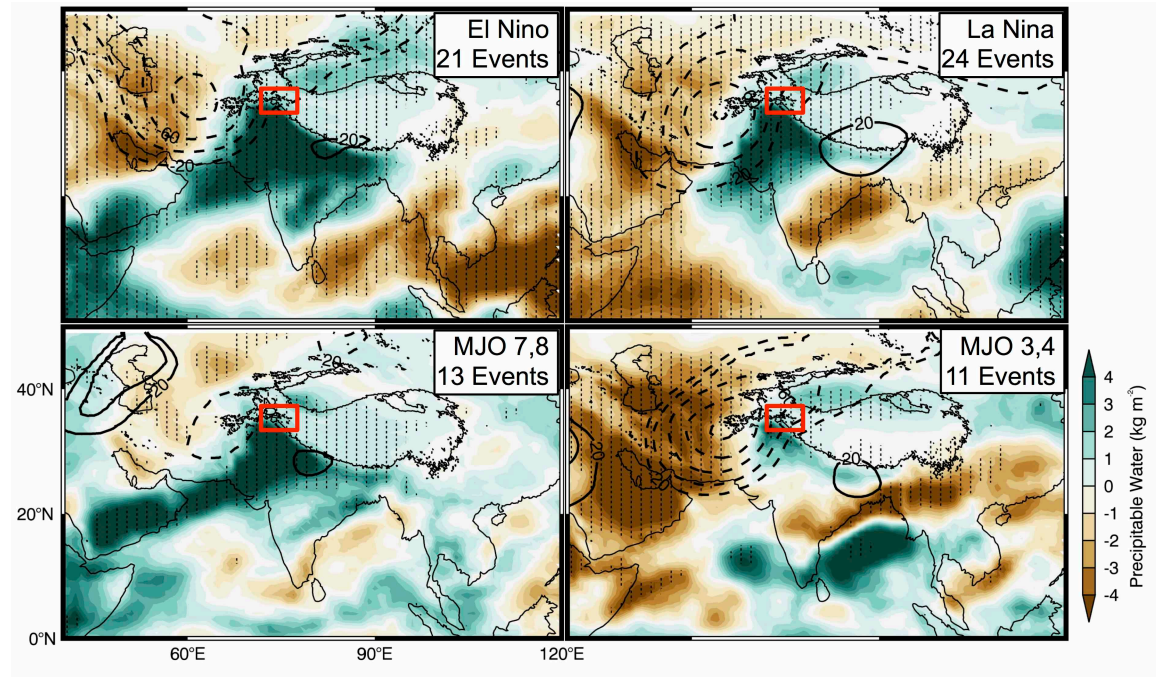 El Nino
21 Events
La Nina
24 Events
60
-20
20
20
20
MJO 7,8
13 Events
MJO 3,4
11 Events
20
20
20
40°N
20°N
0°N
60°E
90°E
120°E
4
3
2
1
0
-1
-2
-3
-4
Precipitable Water (kg m⁻²)